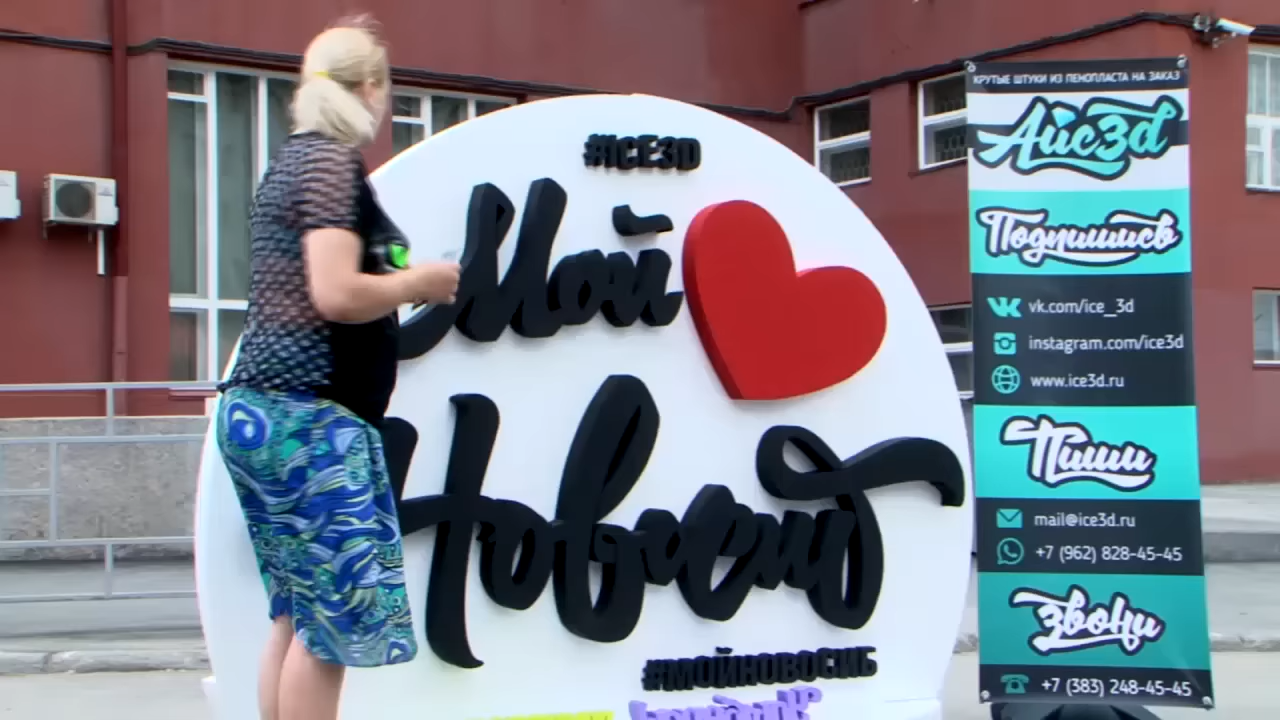 #ICE3D
Мой
Новосиб
#МОЙНОВОСИБ
КРУТЫЕ ШТУКИ ИЗ ПЕНОПЛАСТА НА ЗАКАЗ
Айс3d
Подпишись
vk.com/ice_3d
instagram.com/ice3d
www.ice3d.ru
Пиши
mail@ice3d.ru
+7 (962) 828-45-45
Звони
+7 (383) 248-45-45